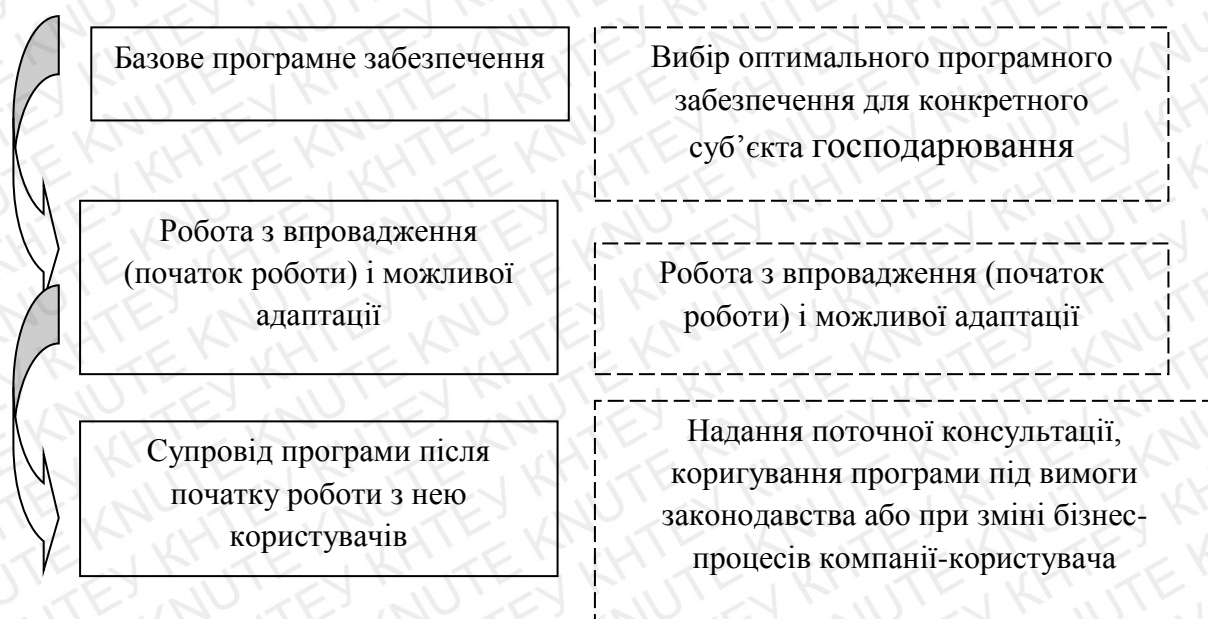 Базове програмне забезпечення
Вибір оптимального програмного
забезпечення для конкретного
суб’єкта господарювання
Робота з впровадження
(початок роботи) і можливої
адаптації
Робота з впровадження (початок
роботи) і можливої адаптації
Супровід програми після
початку роботи з нею
користувачів
Надання поточної консультації,
коригування програми під вимоги
законодавства або при зміні бізнес-
процесів компанії-користувача